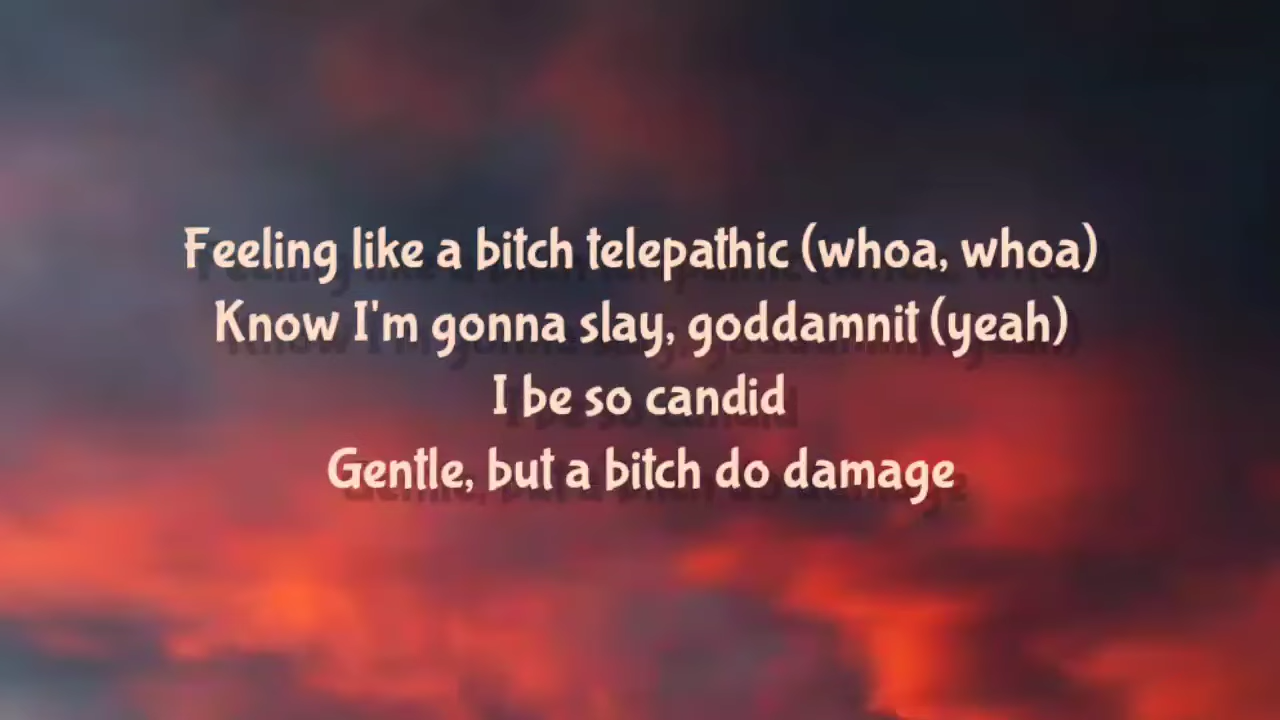 Feeling like a bitch telepathic (whoa, whoa)
Know I'm gonna slay, goddamnit (yeah)
I be so candid
Gentle, but a bitch do damage